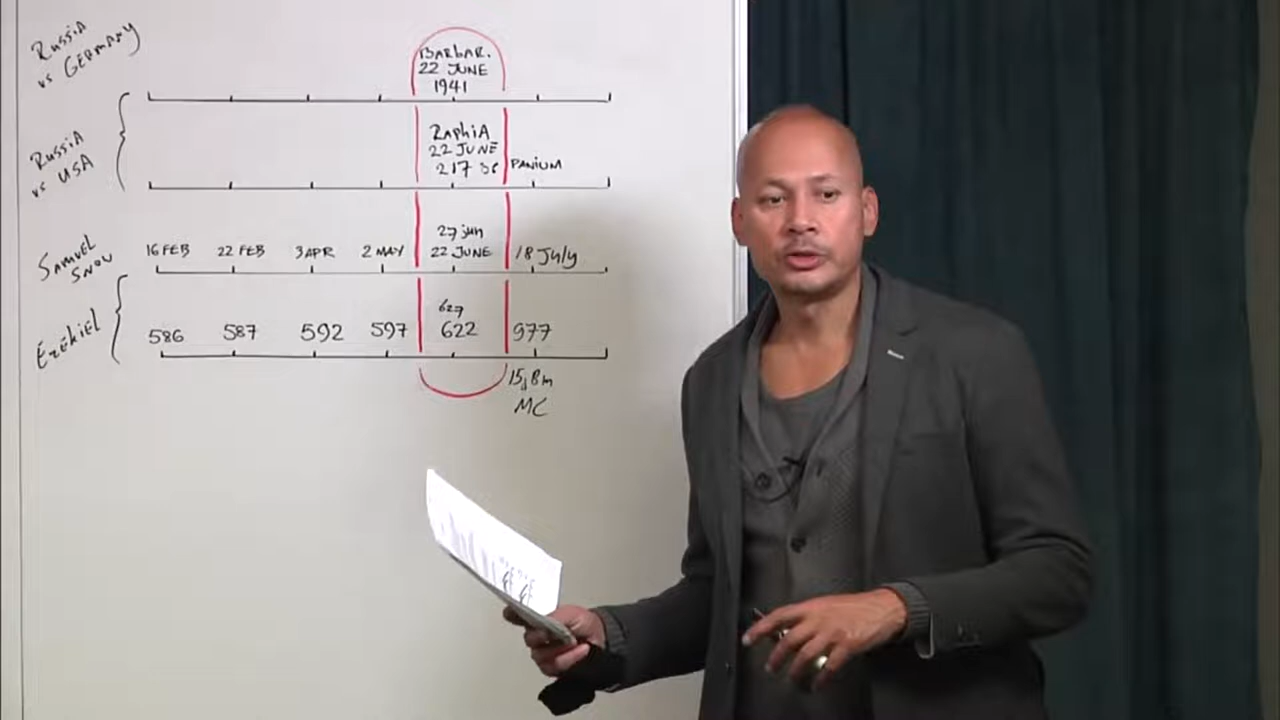 Russia
vs GERMANY
BARBAR.
22 JUNE
1941
Russia
vs USA
RAphiA
22 JUNE
217 BC
PANIUM
Samuel
Snow
16 FEB
22 FEB
3 APR
2 MAY
27 jun
22 JUNE
18 July
Ezekiel
586
587
592
597
627
622
977
15,8m
MC